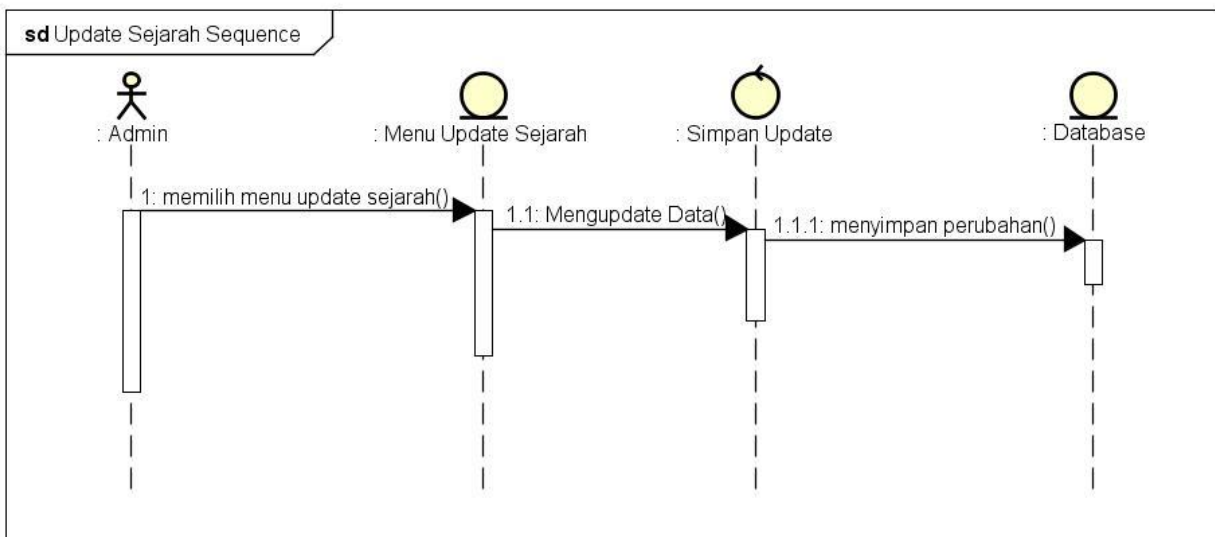 sd Update Sejarah Sequence
: Admin
: Menu Update Sejarah
: Simpan Update
: Database
1: memilih menu update sejarah()
1.1: Mengupdate Data()
1.1.1: menyimpan perubahan()